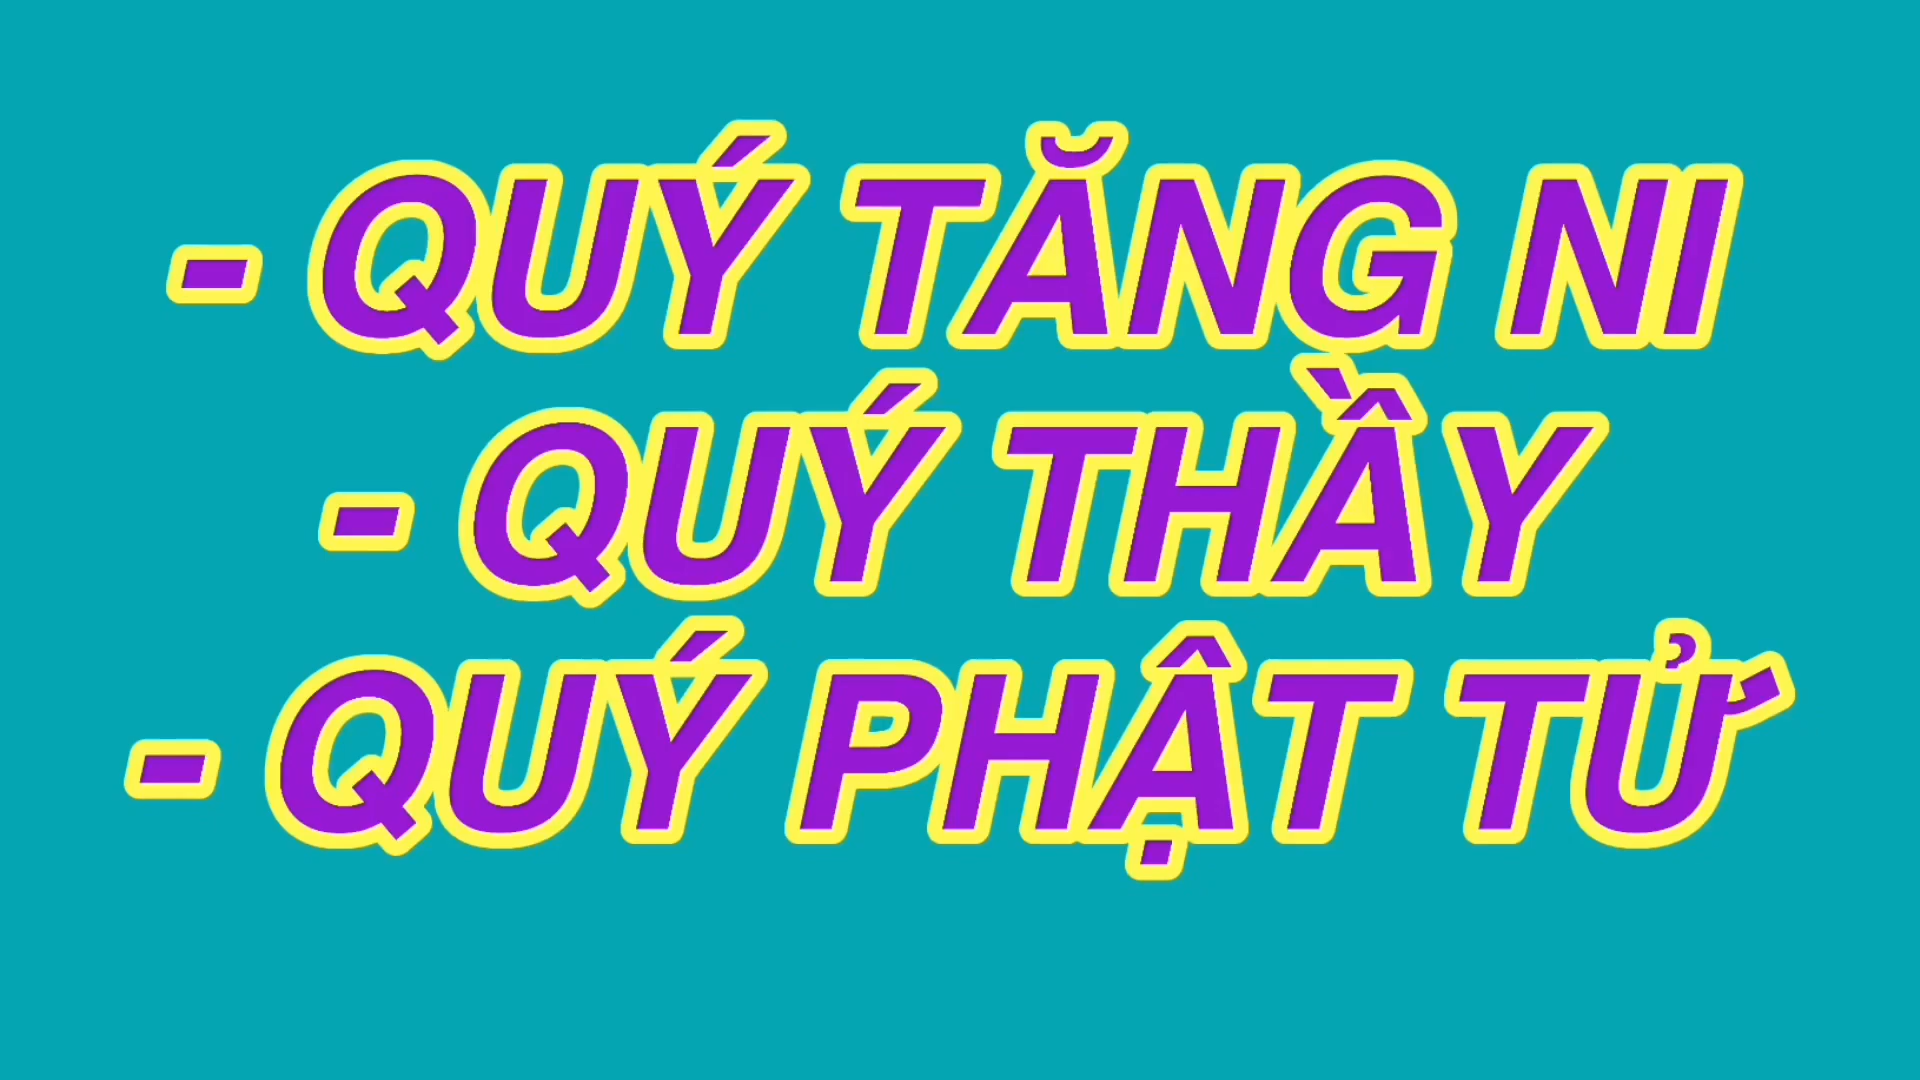 - QUÝ TĂNG NI
- QUÝ THẦY
- QUÝ PHẬT TỬ